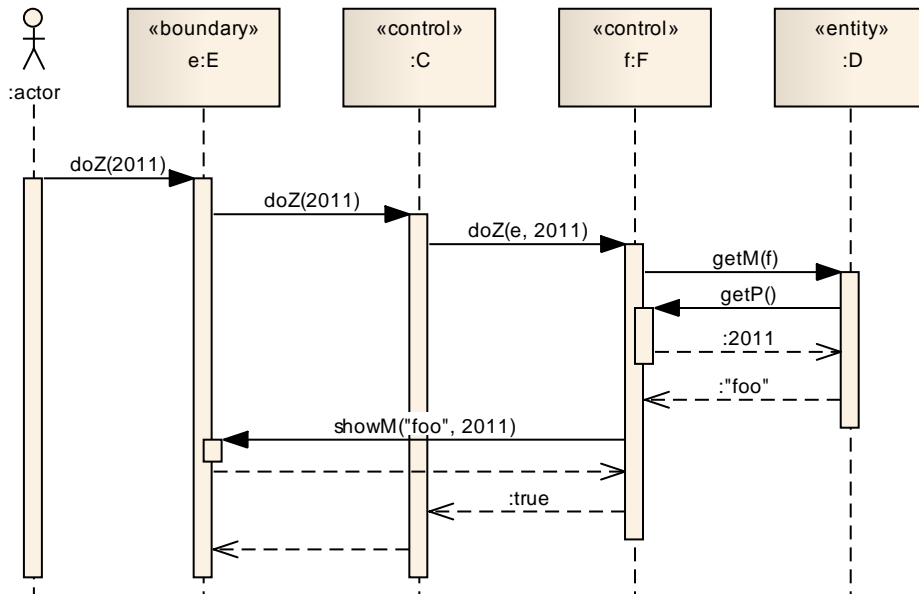 «boundary»
e:E
«control»
:C
«control»
f:F
«entity»
:D
:actor
doZ(2011)
doZ(2011)
doZ(e, 2011)
getM(f)
getP()
:2011
:"foo"
showM("foo", 2011)
:true